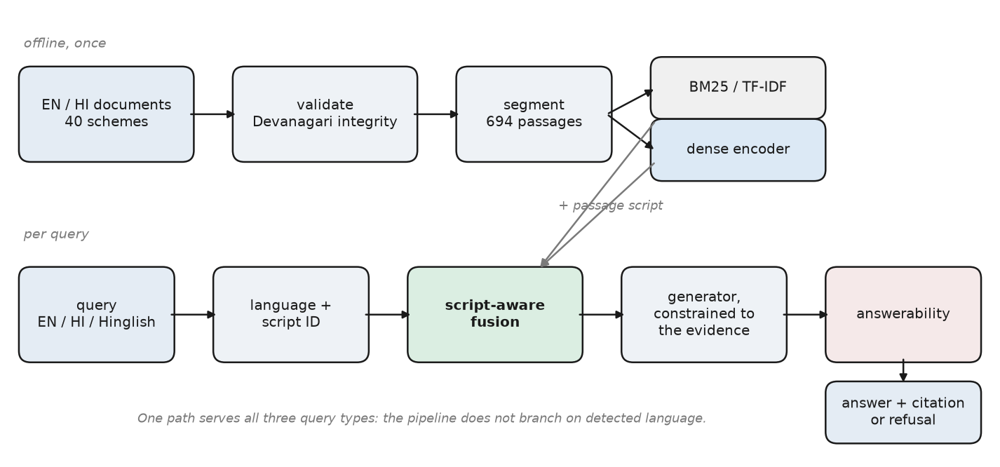 offline, once
EN / HI documents
40 schemes
validate
Devanagari integrity
segment
694 passages
BM25 / TF-IDF
dense encoder
+ passage script
per query
query
EN / HI / Hinglish
language +
script ID
script-aware
fusion
generator,
constrained to
the evidence
answerability
answer + citation
or refusal
One path serves all three query types: the pipeline does not branch on detected language.